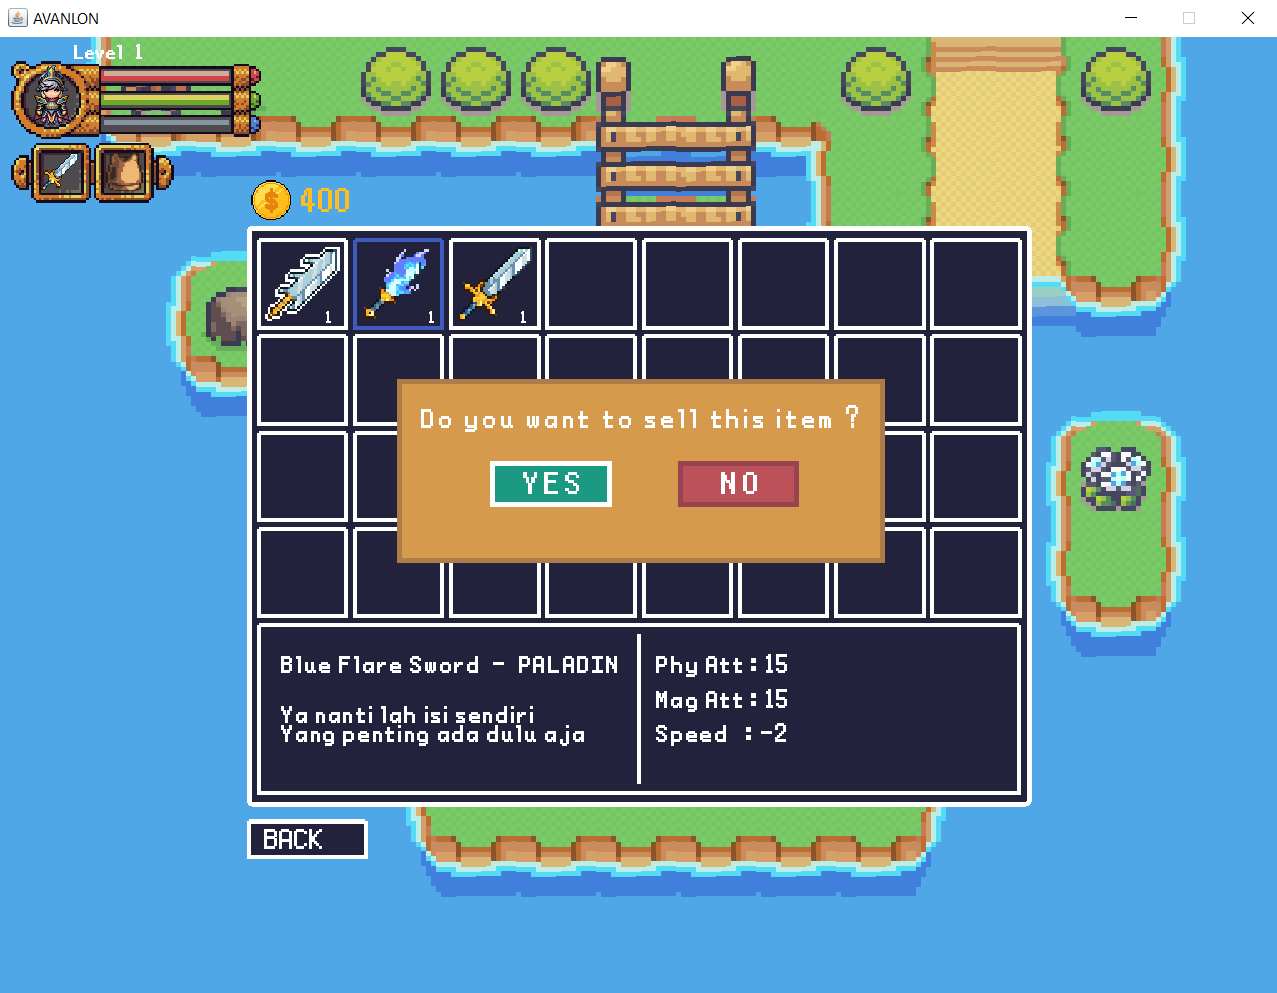 AVANLON
Level 1
400
1
1
1
Do you want to sell this item ?
YES
NO
Blue Flare Sword - PALADIN
Ya nanti lah isi sendiri
Yang penting ada dulu aja
Phy Att : 15
Mag Att : 15
Speed : -2
BACK